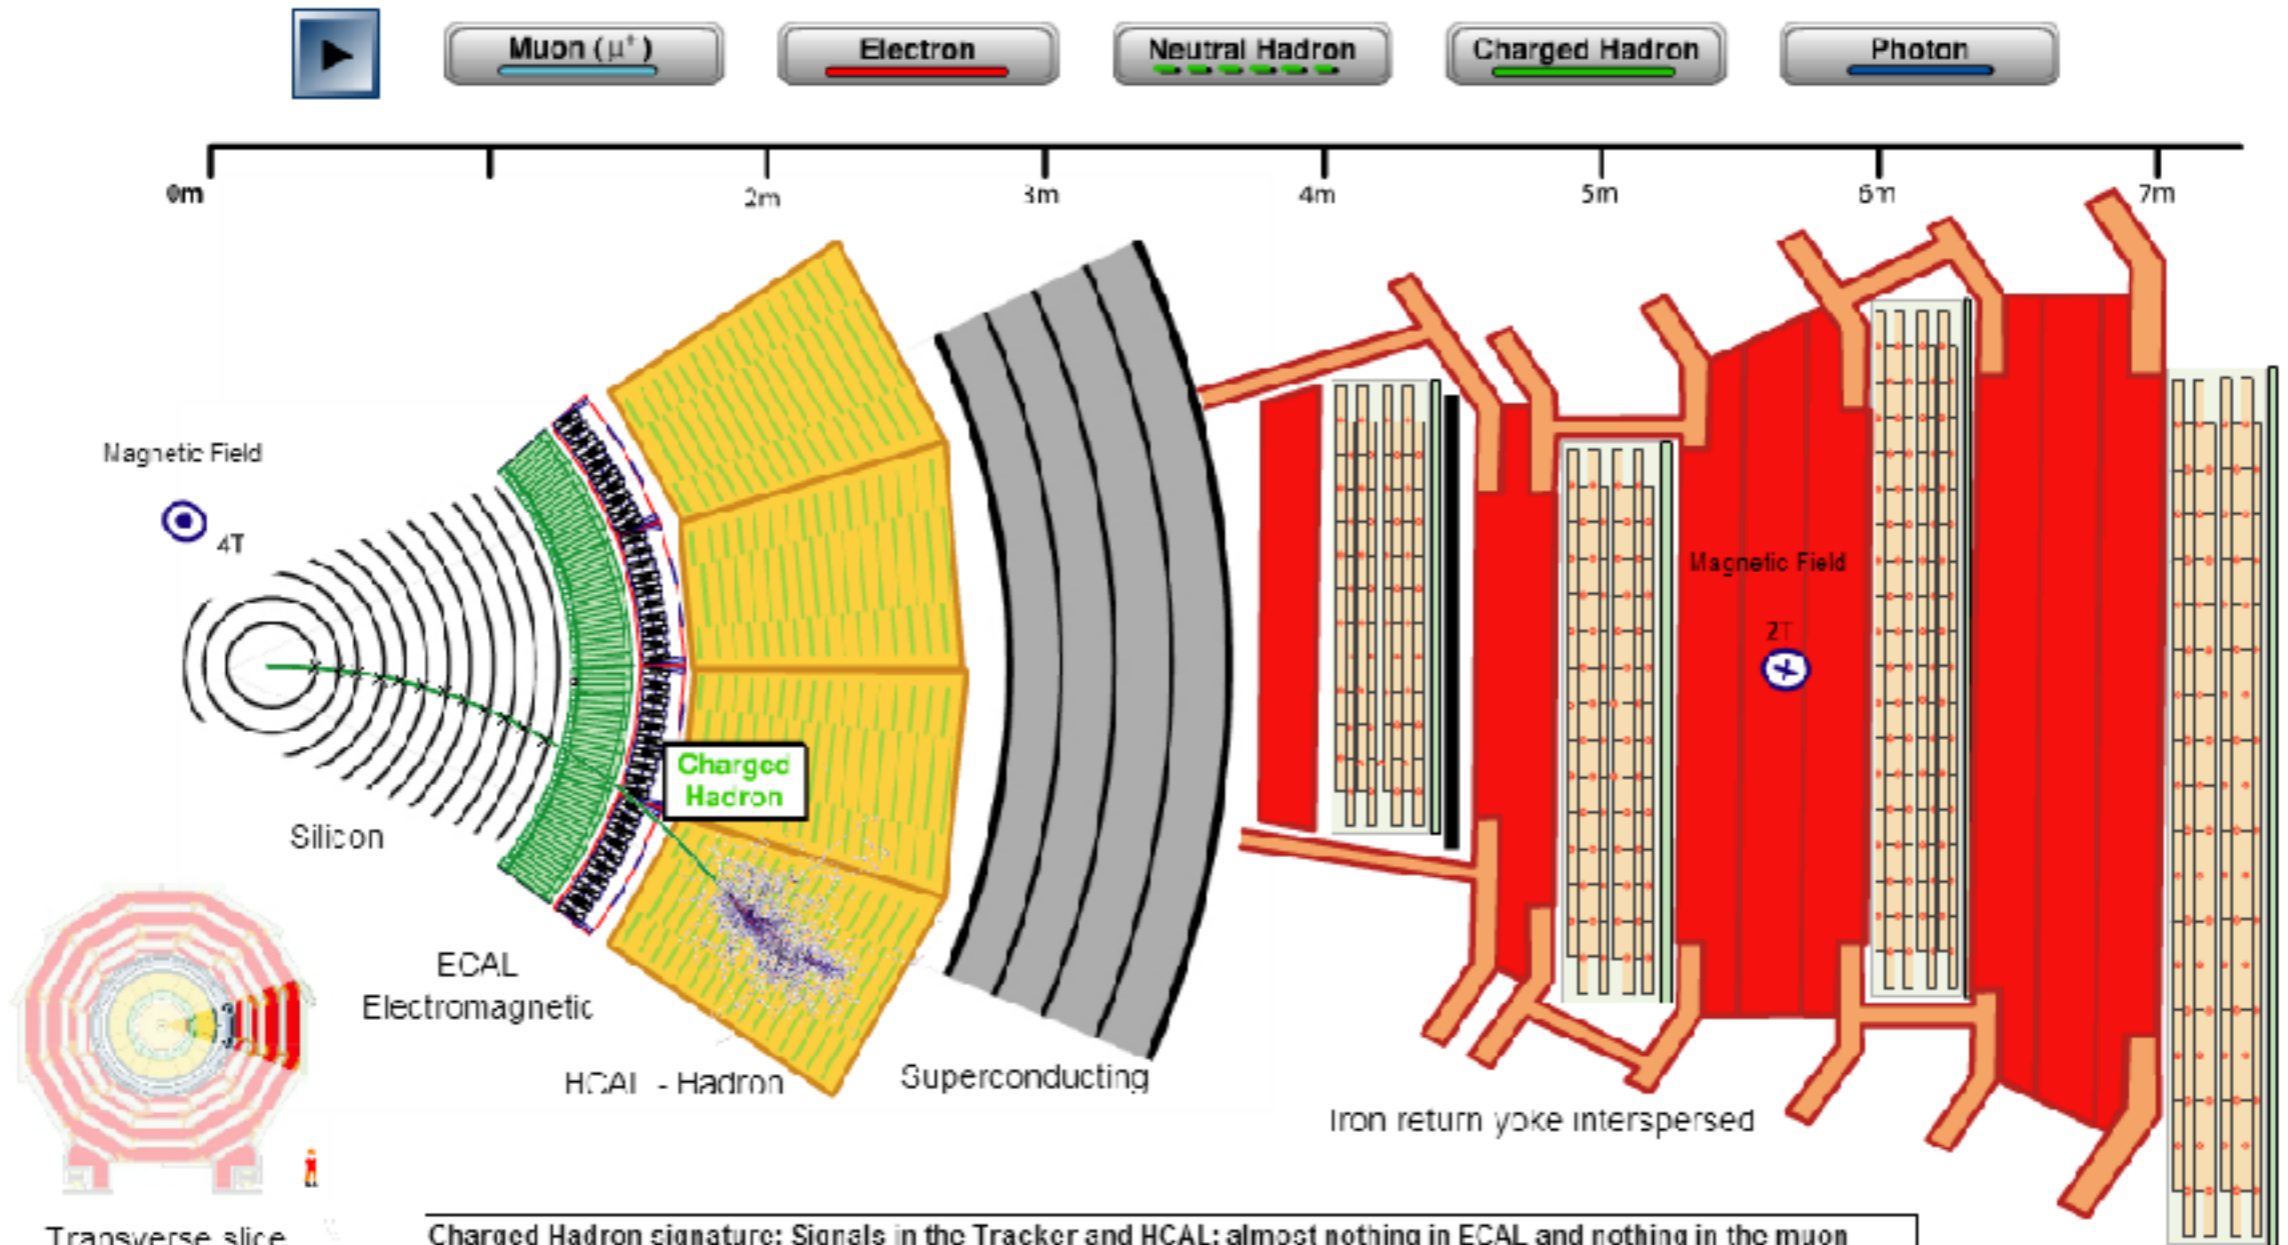 Muon (μ⁺)
Electron
Neutral Hadron
Charged Hadron
Photon
0m
2m
3m
4m
5m
6m
7m
Magnetic Field
4T
Magnetic Field
2T
Charged
Hadron
Silicon
ECAL
Electromagnetic
HCAL - Hadron
Superconducting
Iron return yoke interspersed
Transverse slice
Charged Hadron signature: Signals in the Tracker and HCAL; almost nothing in ECAL and nothing in the muon